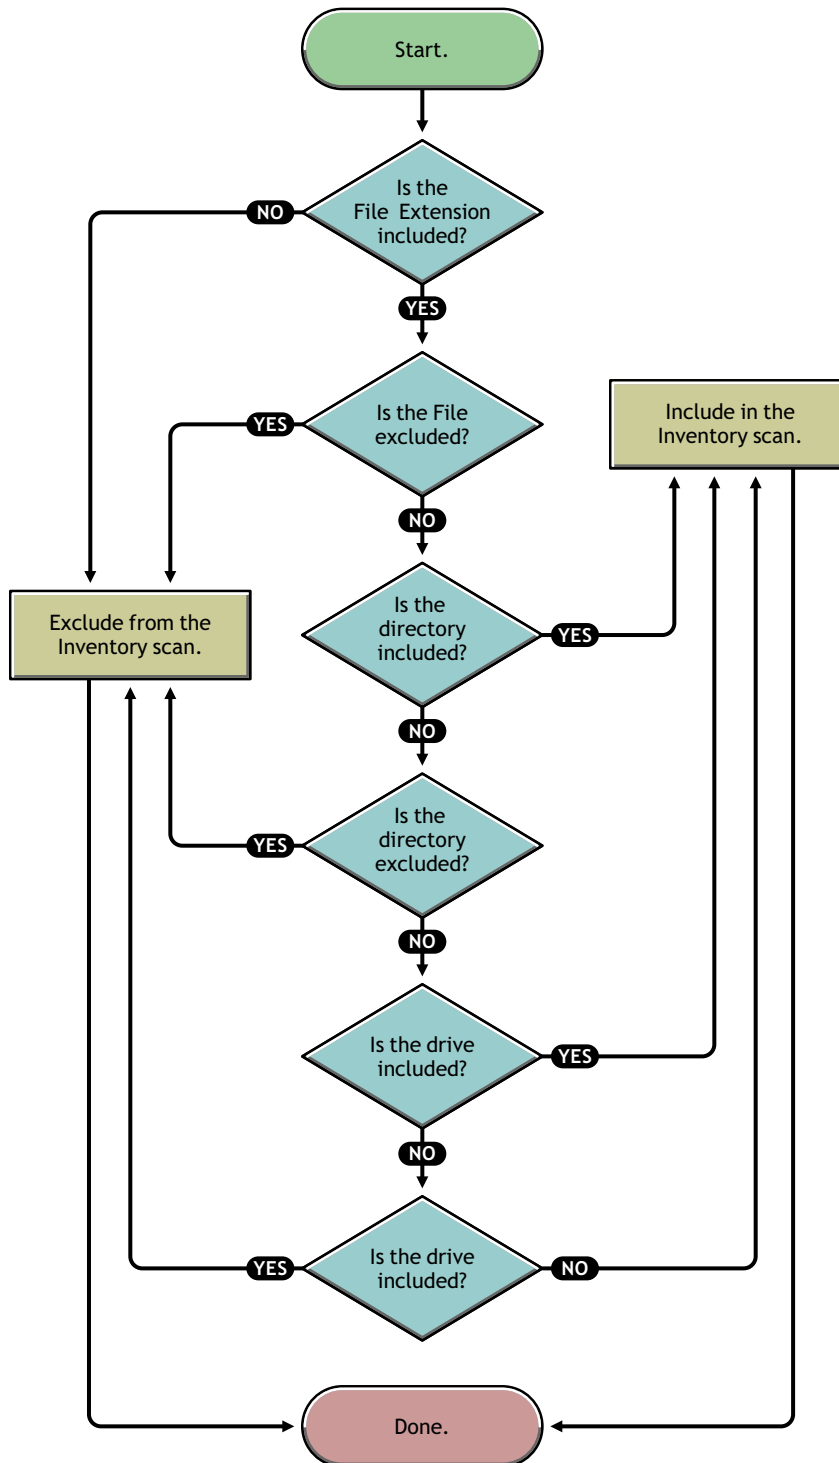 Start.
Is the
File Extension
included?
NO
YES
Is the File
excluded?
YES
NO
Include in the
Inventory scan.
Is the
directory
included?
YES
NO
Exclude from the
Inventory scan.
Is the
directory
excluded?
YES
NO
Is the drive
included?
YES
NO
Is the drive
included?
YES
NO
Done.